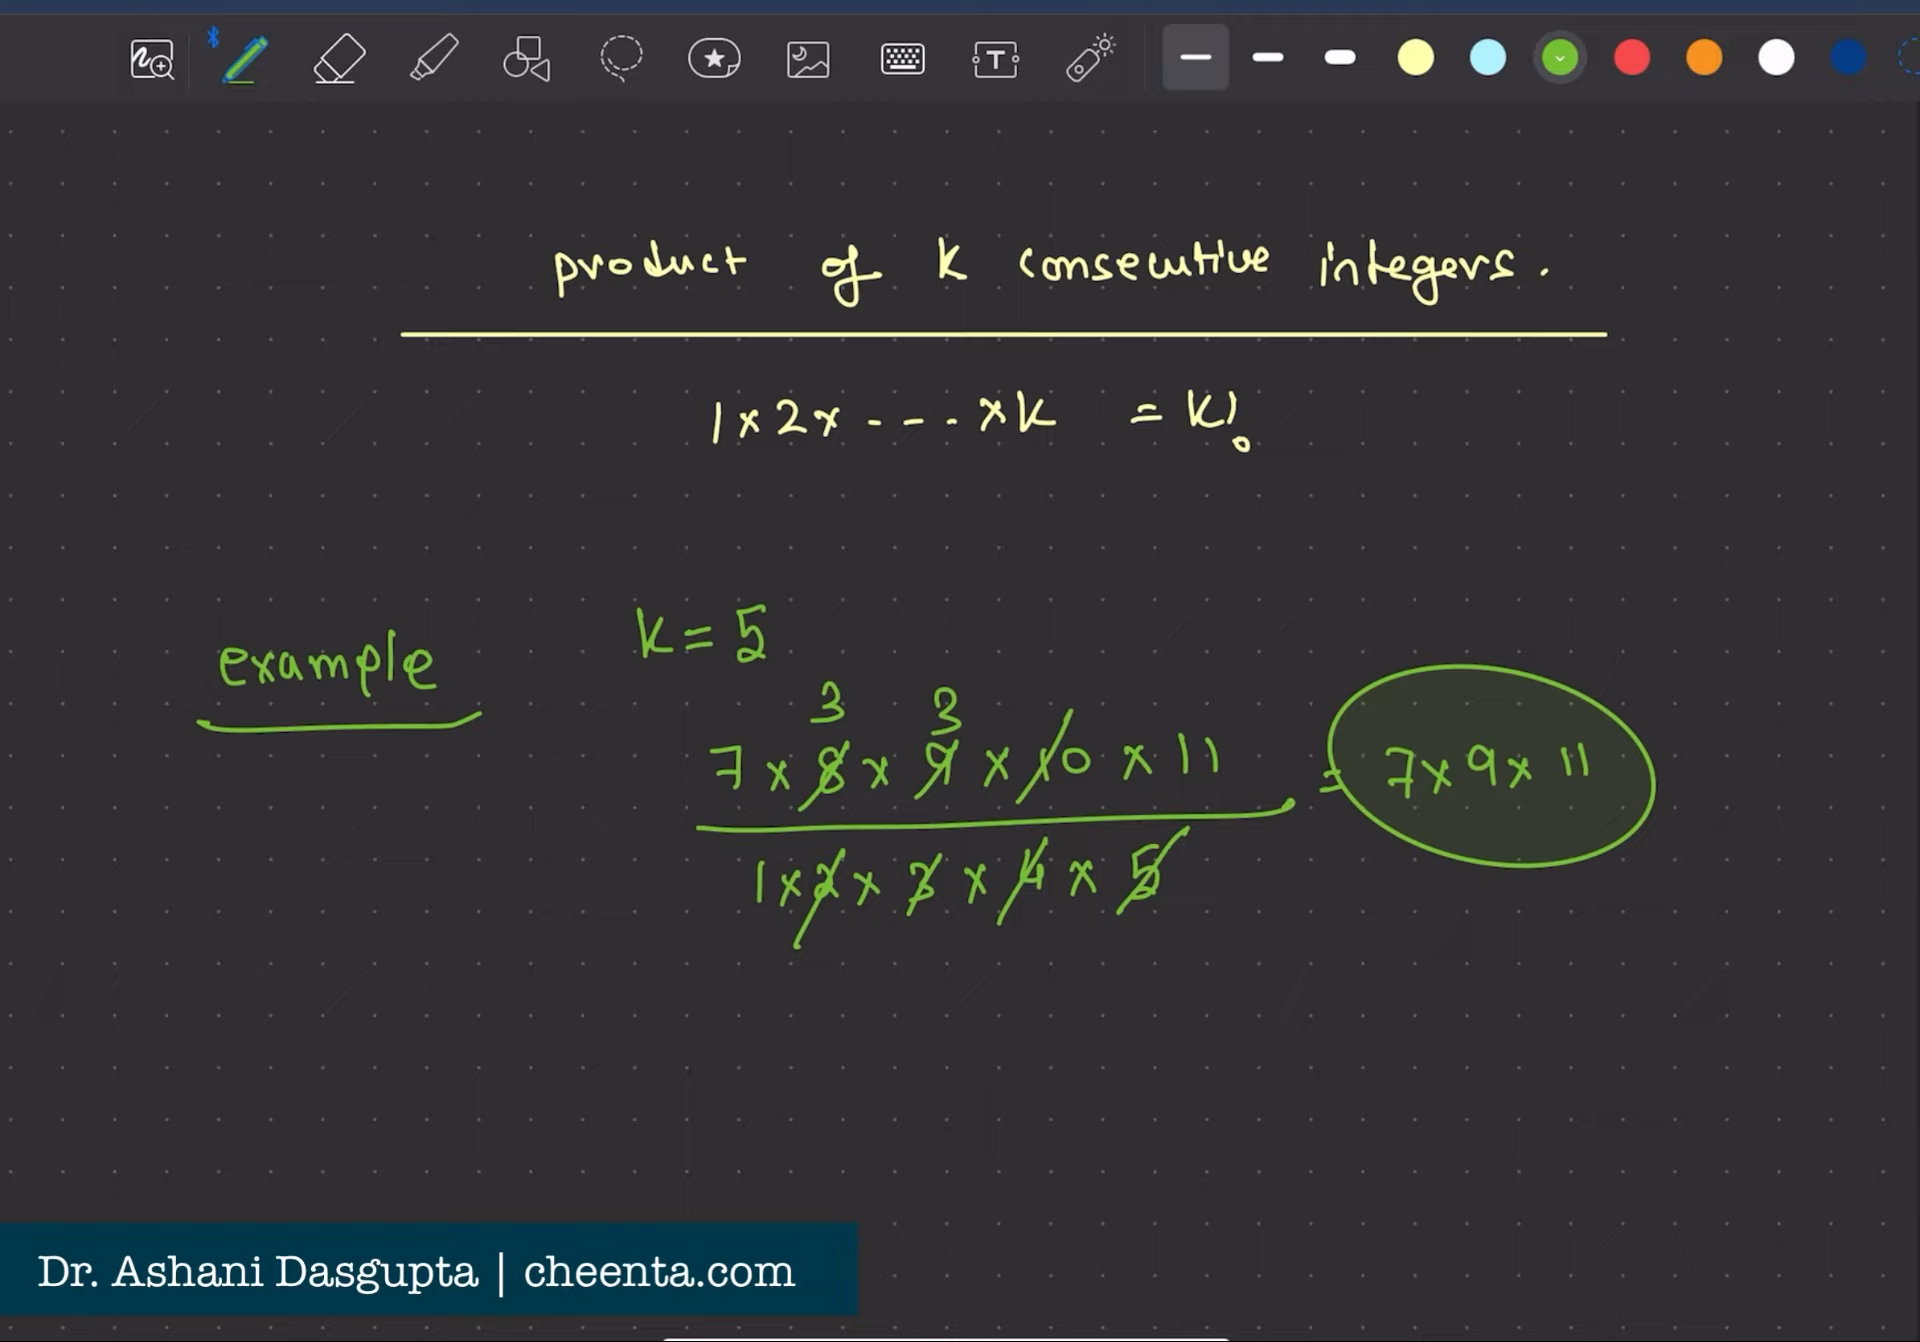 product of k consecutive integers.
1 x 2 x - - - . x k = k!
example
k = 5
3 3
7 x 8 x 9 x 10 x 11 = 7 x 9 x 11
1 x 2 x 3 x 4 x 5
Dr. Ashani Dasgupta | cheenta.com